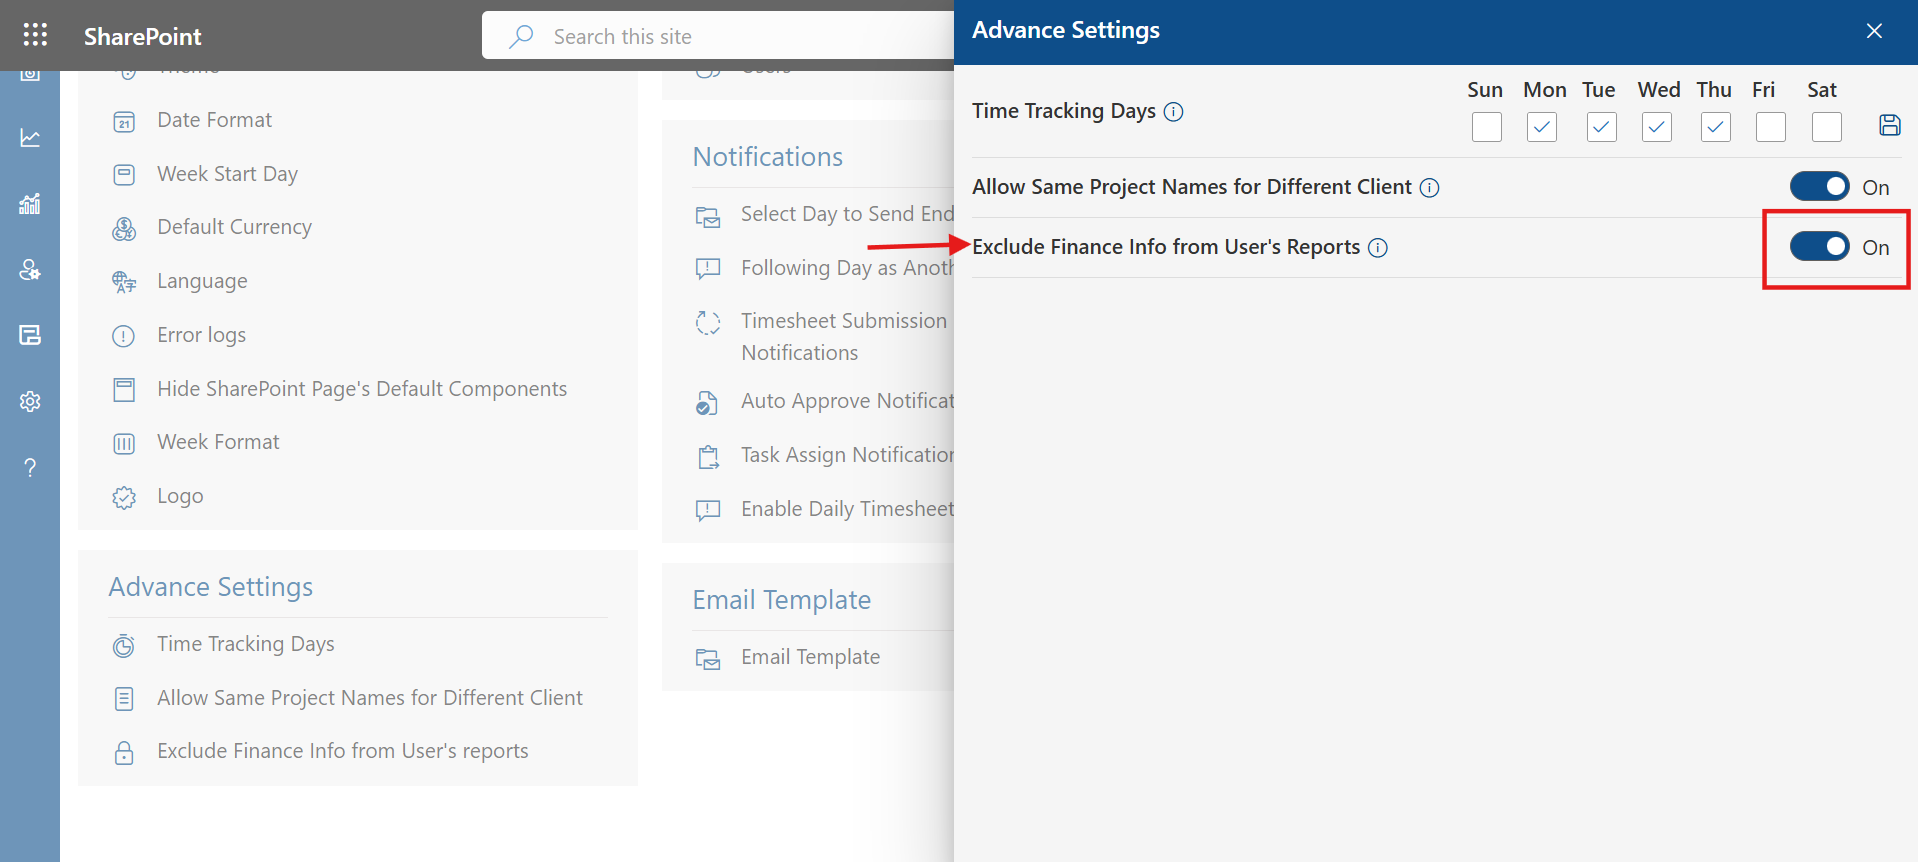 SharePoint
Search this site
Theme
Date Format
21
Week Start Day
Default Currency
Language
Error logs
Hide SharePoint Page's Default Components
Week Format
Logo
Advance Settings
Time Tracking Days
Allow Same Project Names for Different Client
Exclude Finance Info from User's reports
Users
Notifications
Select Day to Send End
Following Day as Anoth
Timesheet Submission
Notifications
Auto Approve Notificat
Task Assign Notification
Enable Daily Timesheet
Email Template
Email Template
Advance Settings
Sun Mon Tue Wed Thu Fri Sat
Time Tracking Days
Allow Same Project Names for Different Client
On
Exclude Finance Info from User's Reports
On